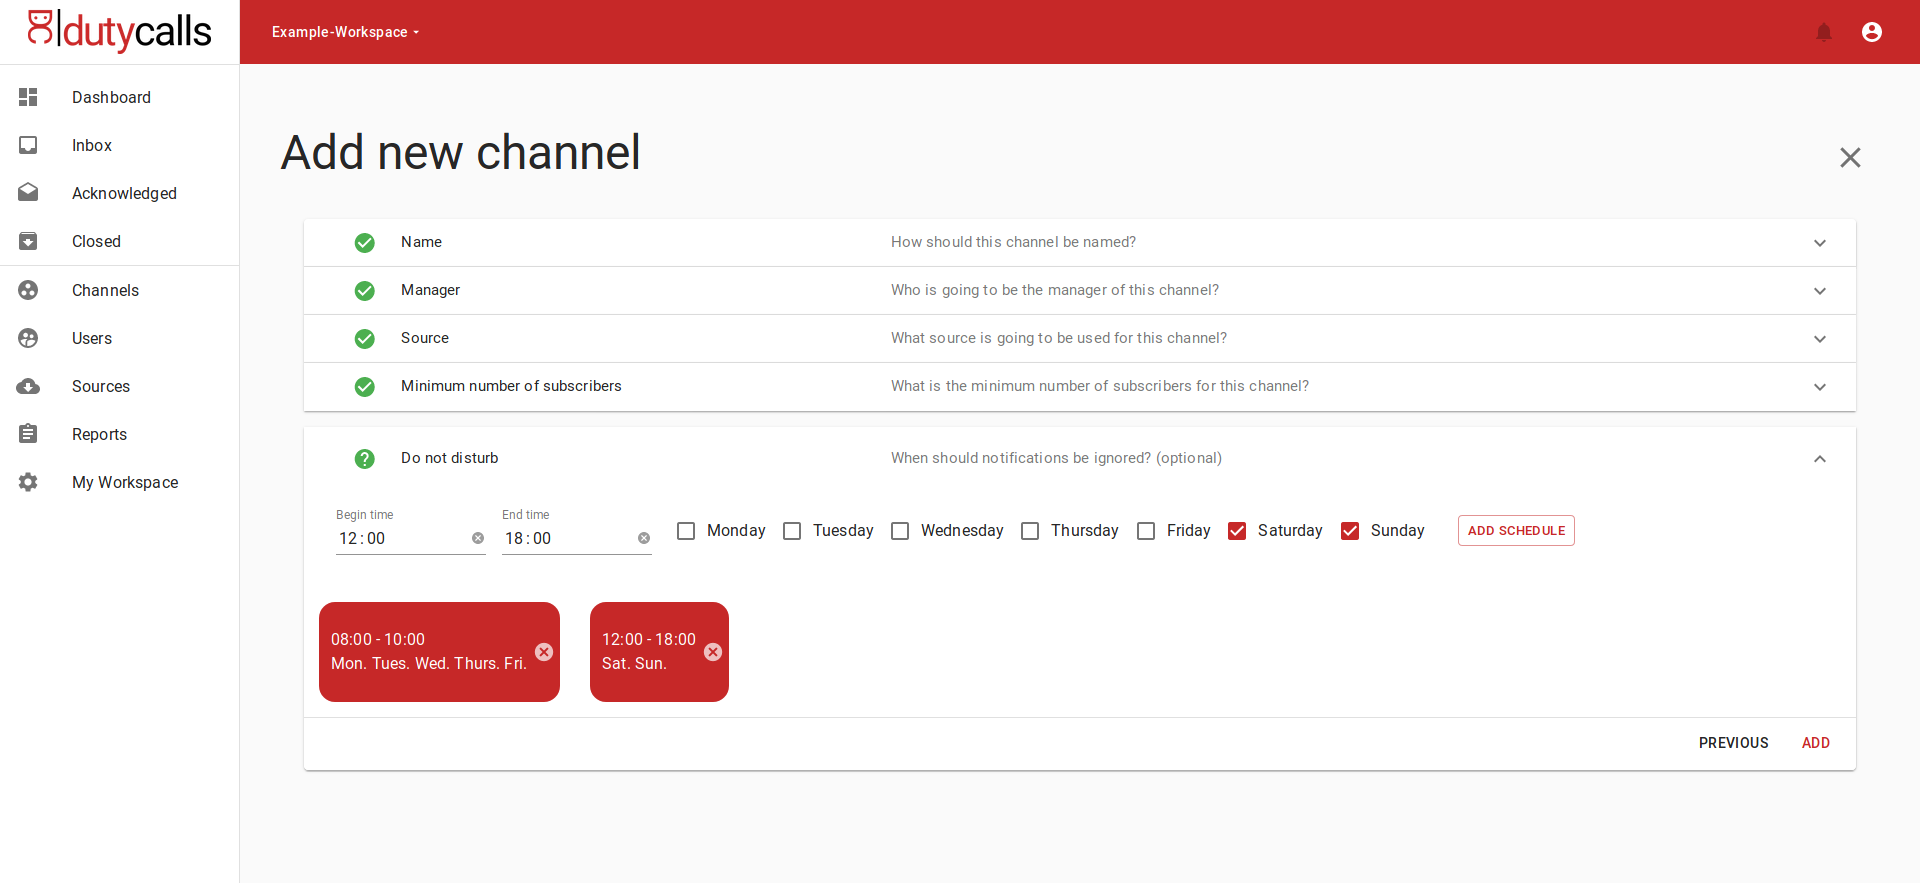 dutycalls
Example-Workspace
Dashboard
Inbox
Acknowledged
Closed
Channels
Users
Sources
Reports
My Workspace
Add new channel
Name How should this channel be named?
Manager Who is going to be the manager of this channel?
Source What source is going to be used for this channel?
Minimum number of subscribers What is the minimum number of subscribers for this channel?
Do not disturb When should notifications be ignored? (optional)
Begin time End time
12:00 18:00 Monday Tuesday Wednesday Thursday Friday Saturday Sunday ADD SCHEDULE
08:00 - 10:00
Mon. Tues. Wed. Thurs. Fri.
12:00 - 18:00
Sat. Sun.
PREVIOUS ADD